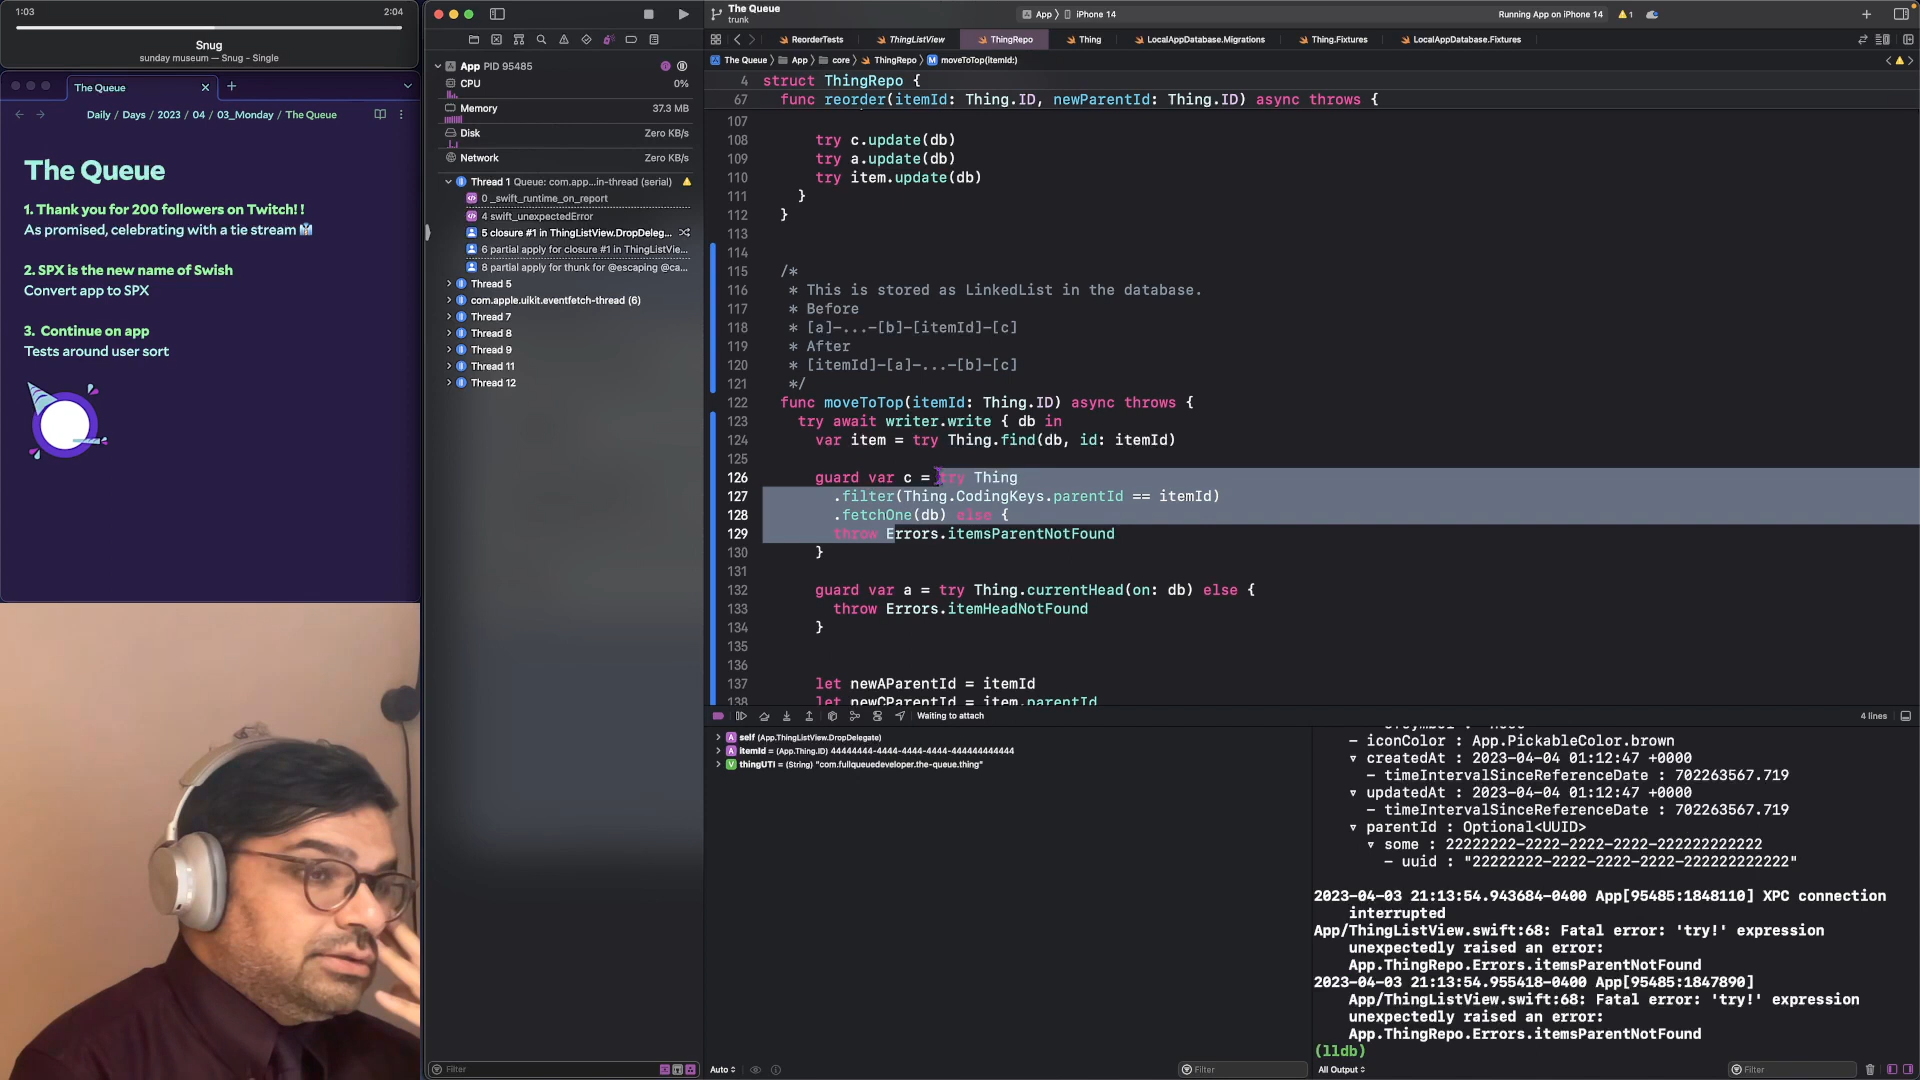 1:03
2:04
Snug
sunday museum — Snug - Single
The Queue
Daily / Days / 2023 / 04 / 03_Monday / The Queue
The Queue
1. Thank you for 200 followers on Twitch! !
As promised, celebrating with a tie stream 👔
2. SPX is the new name of Swish
Convert app to SPX
3. Continue on app
Tests around user sort
App PID 95485
CPU 0%
Memory 37.3 MB
Disk Zero KB/s
Network Zero KB/s
Thread 1 Queue: com.app...in-thread (serial)
0 _swift_runtime_on_report
4 swift_unexpectedError
5 closure #1 in ThingListView.DropDeleg...
6 partial apply for closure #1 in ThingListVie...
8 partial apply for thunk for @escaping @ca...
Thread 5
com.apple.uikit.eventfetch-thread (6)
Thread 7
Thread 8
Thread 9
Thread 11
Thread 12
Filter
The Queue
trunk
App
iPhone 14
Running App on iPhone 14
1
ReorderTests
ThingListView
ThingRepo
Thing
LocalAppDatabase.Migrations
Thing.Fixtures
LocalAppDatabase.Fixtures
The Queue
App
core
ThingRepo
M moveToTop(itemId:)
4 struct ThingRepo {
67 func reorder(itemId: Thing.ID, newParentId: Thing.ID) async throws {
107
108 try c.update(db)
109 try a.update(db)
110 try item.update(db)
111 }
112 }
113
114
115 /*
116 * This is stored as LinkedList in the database.
117 * Before
118 * [a]-...-[b]-[itemId]-[c]
119 * After
120 * [itemId]-[a]-...-[b]-[c]
121 */
122 func moveToTop(itemId: Thing.ID) async throws {
123 try await writer.write { db in
124 var item = try Thing.find(db, id: itemId)
125
126 guard var c = try Thing
127 .filter(Thing.CodingKeys.parentId == itemId)
128 .fetchOne(db) else {
129 throw Errors.itemsParentNotFound
130 }
131
132 guard var a = try Thing.currentHead(on: db) else {
133 throw Errors.itemHeadNotFound
134 }
135
136
137 let newAParentId = itemId
138 let newCParentId = item.parentId
Waiting to attach
4 lines
A self (App.ThingListView.DropDelegate)
A itemId = (App.Thing.ID) 44444444-4444-4444-4444-444444444444
V thingUTI = (String) "com.fullqueuedeveloper.the-queue.thing"
Auto
Filter
- iconColor : App.PickableColor.brown
▿ createdAt : 2023-04-04 01:12:47 +0000
- timeIntervalSinceReferenceDate : 702263567.719
▿ updatedAt : 2023-04-04 01:12:47 +0000
- timeIntervalSinceReferenceDate : 702263567.719
▿ parentId : Optional<UUID>
▿ some : 22222222-2222-2222-2222-222222222222
- uuid : "22222222-2222-2222-2222-222222222222"
2023-04-03 21:13:54.943684-0400 App[95485:1848110] XPC connection
interrupted
App/ThingListView.swift:68: Fatal error: 'try!' expression
unexpectedly raised an error:
App.ThingRepo.Errors.itemsParentNotFound
2023-04-03 21:13:54.955418-0400 App[95485:1847890]
App/ThingListView.swift:68: Fatal error: 'try!' expression
unexpectedly raised an error:
App.ThingRepo.Errors.itemsParentNotFound
(lldb)
All Output
Filter